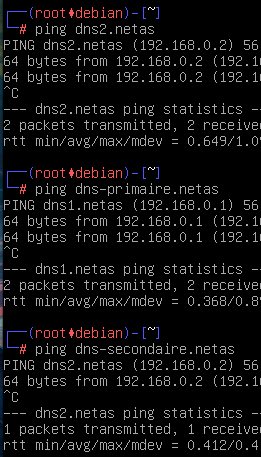 ┌──(root♦debian)-[~]
└─# ping dns2.netas
PING dns2.netas (192.168.0.2) 56
64 bytes from 192.168.0.2 (192.1
64 bytes from 192.168.0.2 (192.1
^C
--- dns2.netas ping statistics --
2 packets transmitted, 2 received
rtt min/avg/max/mdev = 0.649/1.0
┌──(root♦debian)-[~]
└─# ping dns-primaire.netas
PING dns1.netas (192.168.0.1) 56
64 bytes from 192.168.0.1 (192.1
64 bytes from 192.168.0.1 (192.1
^C
--- dns1.netas ping statistics --
2 packets transmitted, 2 received
rtt min/avg/max/mdev = 0.368/0.8
┌──(root♦debian)-[~]
└─# ping dns-secondaire.netas
PING dns2.netas (192.168.0.2) 56
64 bytes from 192.168.0.2 (192.1
^C
--- dns2.netas ping statistics --
1 packets transmitted, 1 received
rtt min/avg/max/mdev = 0.412/0.4